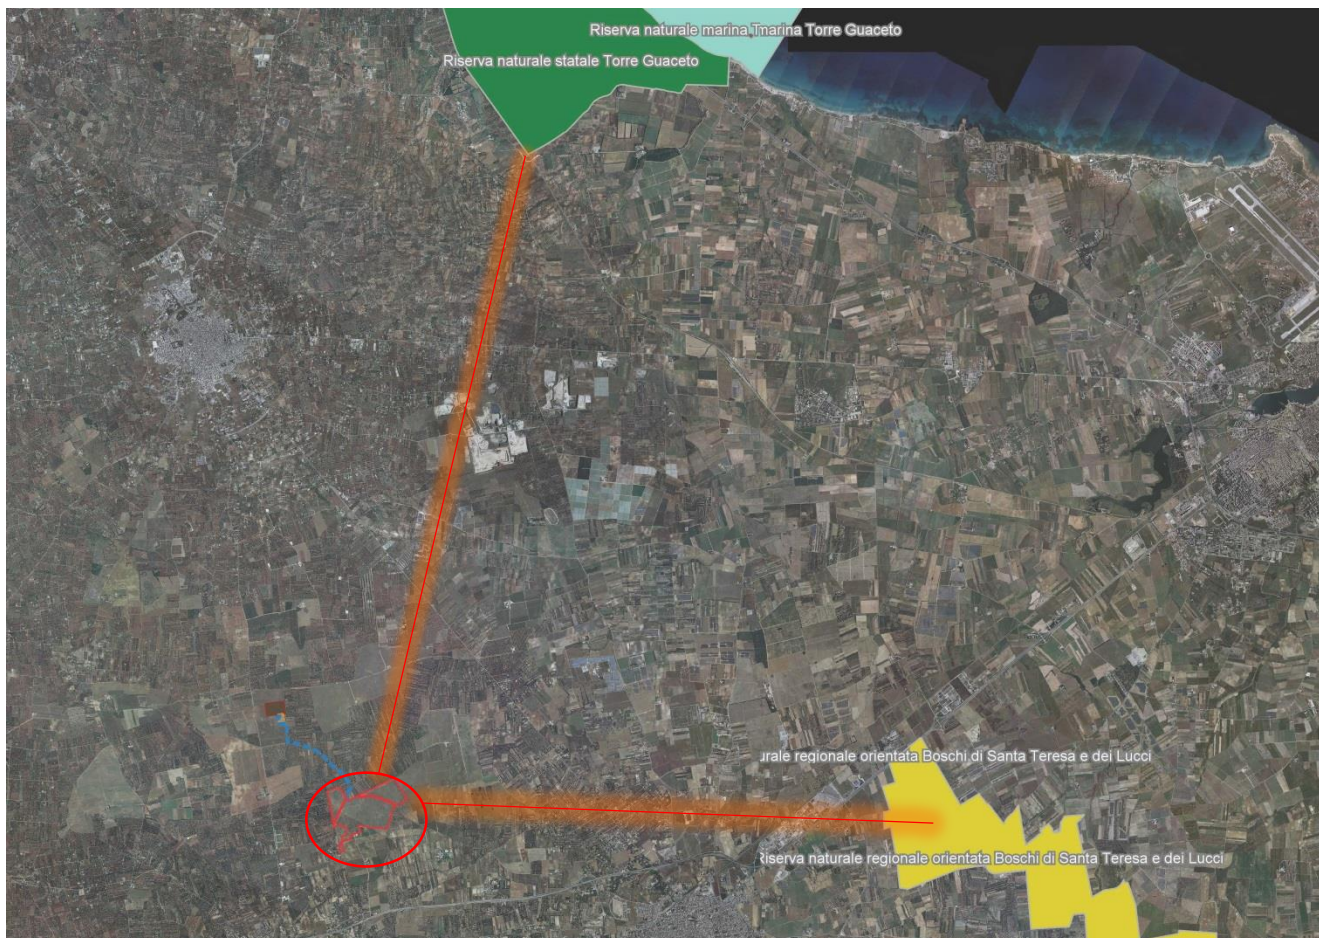 Riserva naturale marina Tmarina Torre Guaceto
Riserva naturale statale Torre Guaceto
urale regionale orientata Boschi di Santa Teresa e dei Lucci
Riserva naturale regionale orientata Boschi di Santa Teresa e dei Lucci